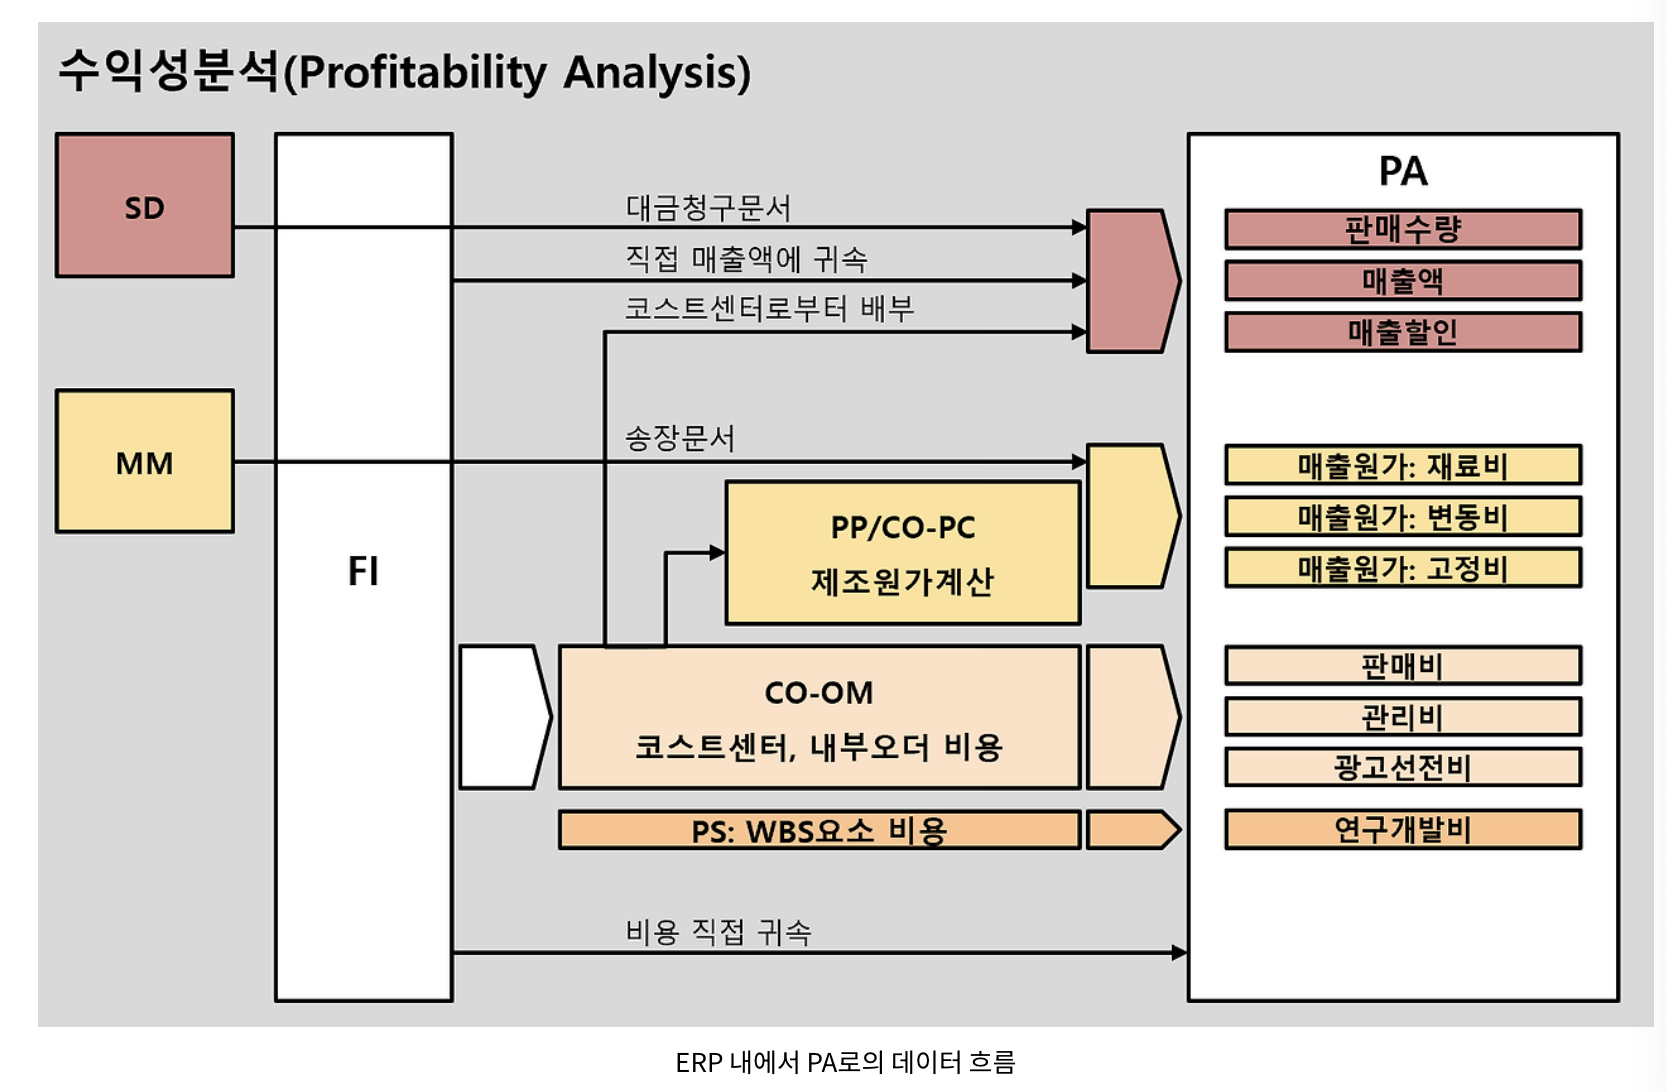 수익성분석(Profitability Analysis)
SD
MM
FI
대금청구문서
직접 매출액에 귀속
코스트센터로부터 배부
송장문서
PP/CO-PC
제조원가계산
CO-OM
코스트센터, 내부오더 비용
PS: WBS요소 비용
비용 직접 귀속
PA
판매수량
매출액
매출할인
매출원가: 재료비
매출원가: 변동비
매출원가: 고정비
판매비
관리비
광고선전비
연구개발비
ERP 내에서 PA로의 데이터 흐름